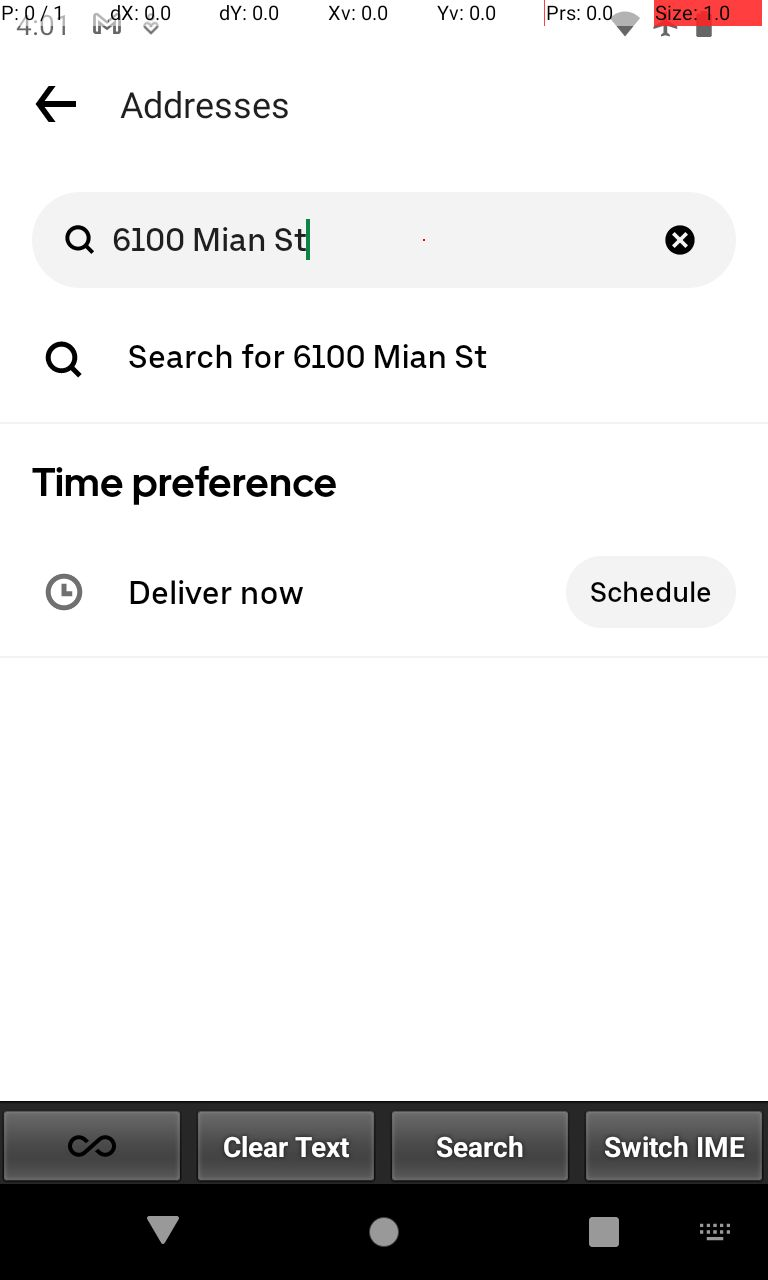 P: 0 / 1 dX: 0.0 dY: 0.0 Xv: 0.0 Yv: 0.0 Prs: 0.0 Size: 1.0
4:01
Addresses
6100 Mian St
Search for 6100 Mian St
Time preference
Deliver now Schedule
Clear Text Search Switch IME